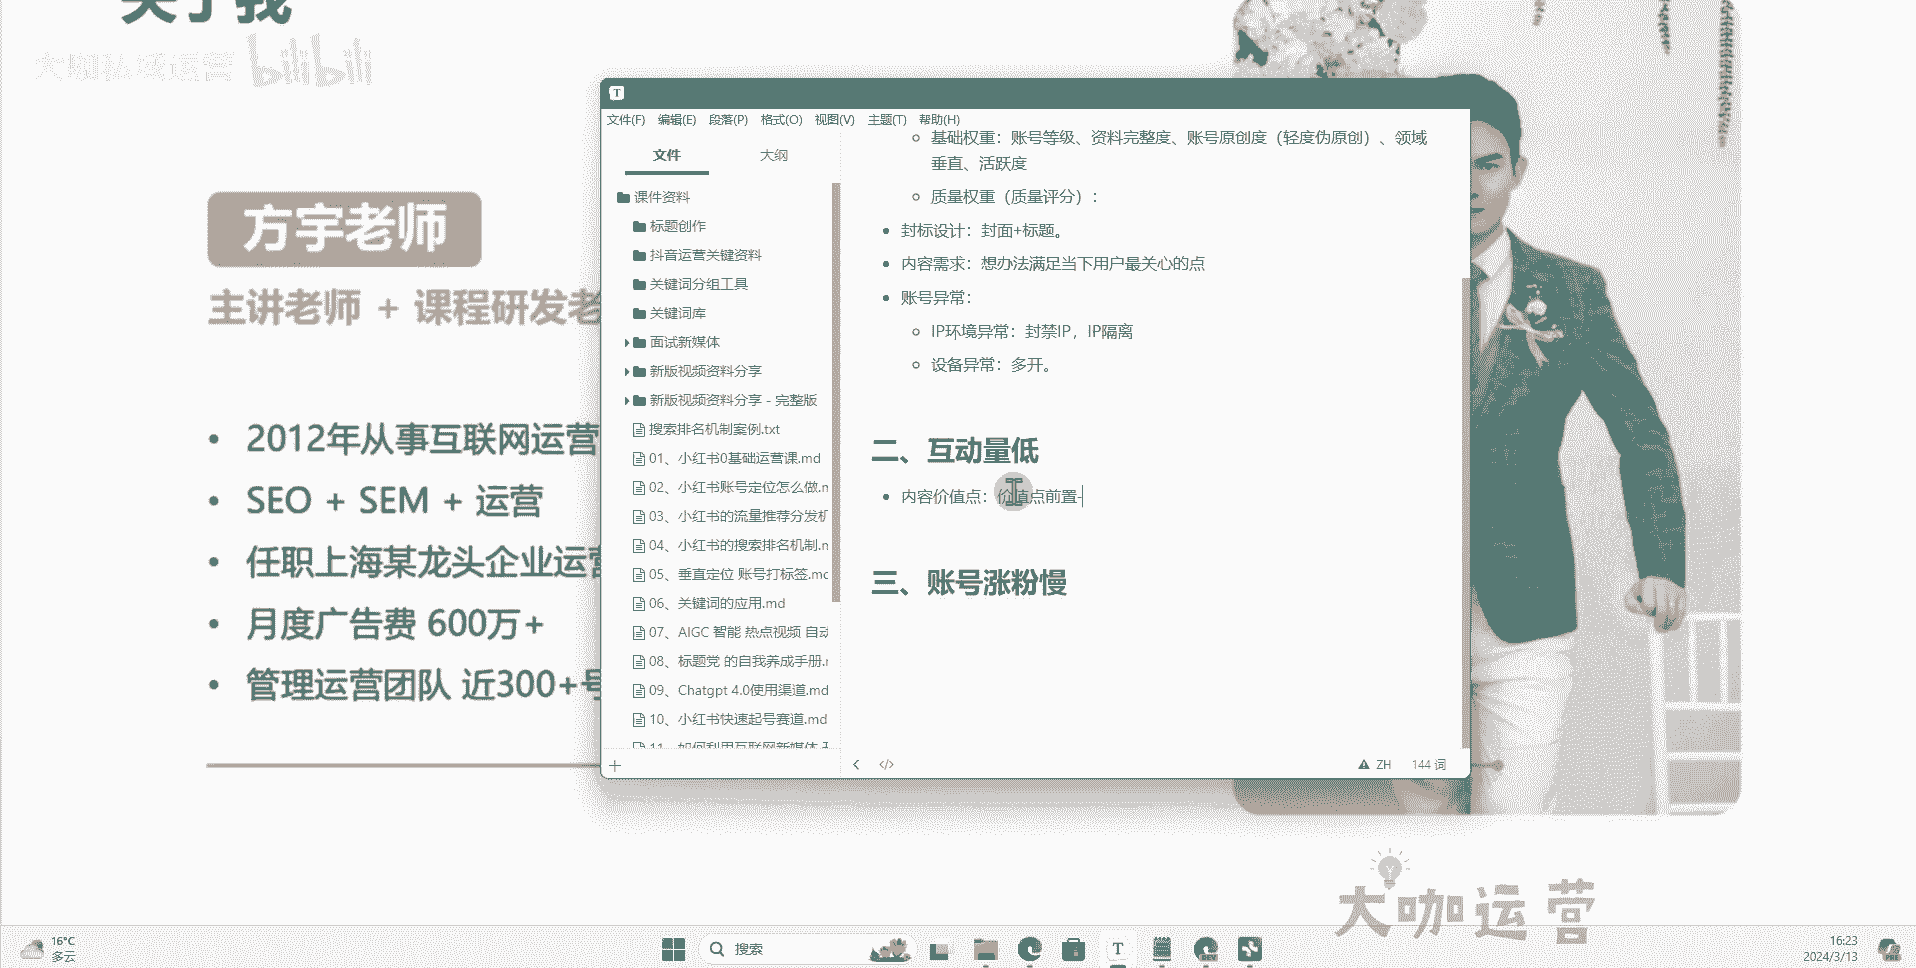 关于我
大咖私域运营 bilibili
方宇老师
主讲老师 + 课程研发老
2012年从事互联网运营
SEO + SEM + 运营
任职上海某龙头企业运营
月度广告费 600万+
管理运营团队 近300+号
T
文件(F) 编辑(E) 段落(P) 格式(O) 视图(V) 主题(T) 帮助(H)
文件 大纲
课件资料
标题创作
抖音运营关键资料
关键词分组工具
关键词库
面试新媒体
新版视频资料分享
新版视频资料分享 - 完整版
搜索排名机制案例.txt
01、小红书0基础运营课.md
02、小红书账号定位怎么做.m
03、小红书的流量推荐分发机
04、小红书的搜索排名机制.m
05、垂直定位 账号打标签.md
06、关键词的应用.md
07、AIGC 智能 热点视频 自动
08、标题党 的自我养成手册.m
09、Chatgpt 4.0使用渠道.md
10、小红书快速起号赛道.md
11、如何利用互联网新媒体
基础权重：账号等级、资料完整度、账号原创度（轻度伪原创）、领域
垂直、活跃度
质量权重（质量评分）：
封标设计：封面+标题。
内容需求：想办法满足当下用户最关心的点
账号异常：
IP环境异常：封禁IP，IP隔离
设备异常：多开。
二、互动量低
内容价值点：价值点前置-
三、账号涨粉慢
ZH 144 词
大咖运营
16°C
多云
搜索
T
DEV
16:23
2024/3/13
PRE